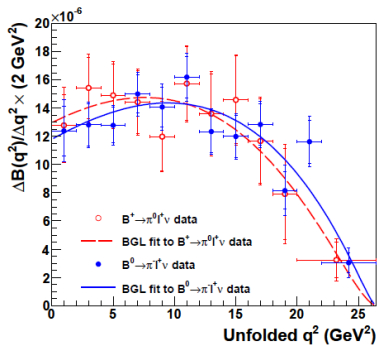 ×10⁻⁶
ΔB(q²)/Δq² × (2 GeV²)
20
18
16
14
12
10
8
6
4
2
0
B⁺→π⁰l⁺ν data
BGL fit to B⁺→π⁰l⁺ν data
B⁰→π⁻l⁺ν data
BGL fit to B⁰→π⁻l⁺ν data
0 5 10 15 20 25
Unfolded q² (GeV²)